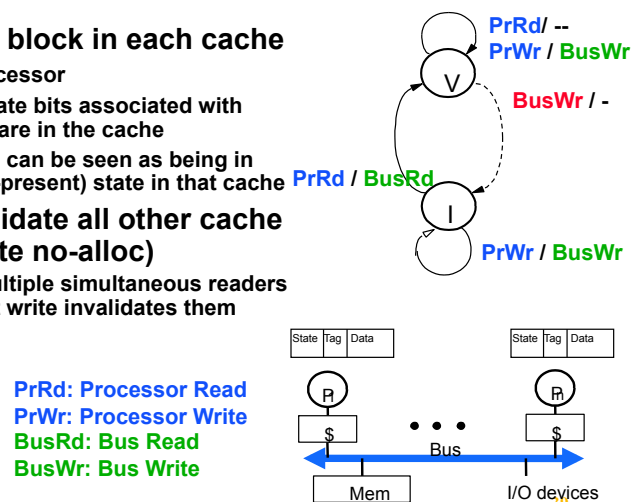 block in each cache
cessor
ate bits associated with
are in the cache
can be seen as being in
present) state in that cache
idate all other cache
te no-alloc)
ultiple simultaneous readers
write invalidates them
PrRd/ --
PrWr / BusWr
V
BusWr / -
PrRd / BusRd
I
PrWr / BusWr
State Tag Data
State Tag Data
P1
Pn
$
$
• • •
Bus
Mem
I/O devices
PrRd: Processor Read
PrWr: Processor Write
BusRd: Bus Read
BusWr: Bus Write